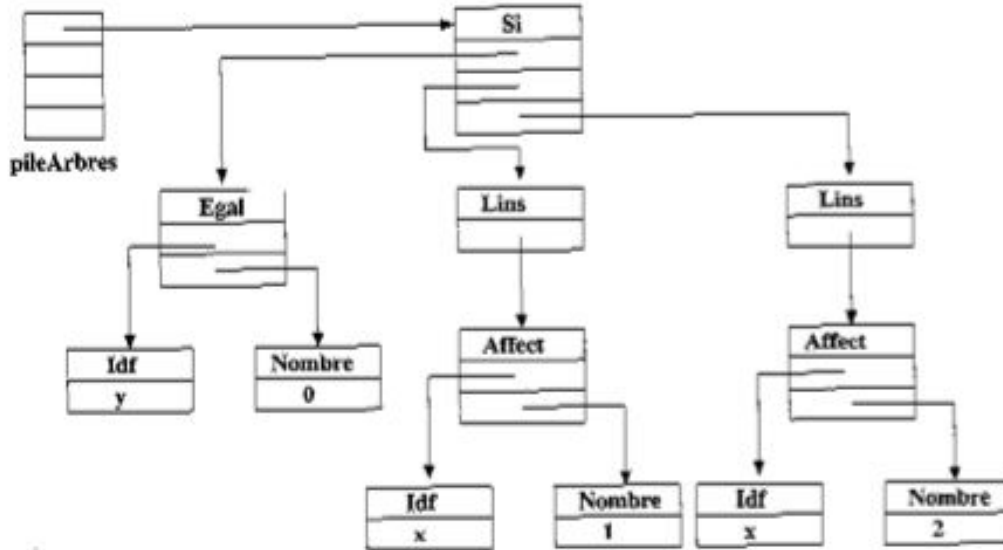 Si
pileArbres
Egal
Lins
Lins
Idf
y
Nombre
0
Affect
Affect
Idf
x
Nombre
1
Idf
x
Nombre
2